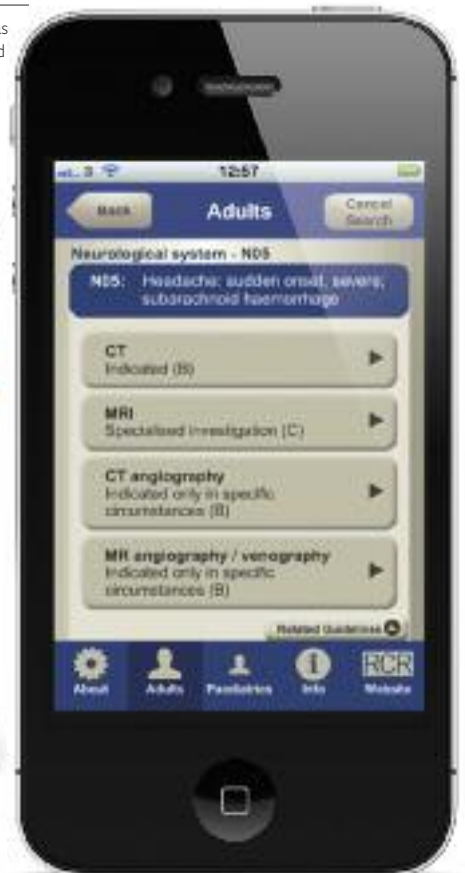 s
d
3 12:57
Back
Adults
Cancel
Search
Neurological system - N05
N05: Headache: sudden onset, severe,
subarachnoid haemorrhage
CT
Indicated (B)
MRI
Specialised investigation (C)
CT angiography
Indicated only in specific
circumstances (B)
MR angiography / venography
Indicated only in specific
circumstances (B)
Related Guidelines
About
Adults
Paediatrics
Info
RCR
Website